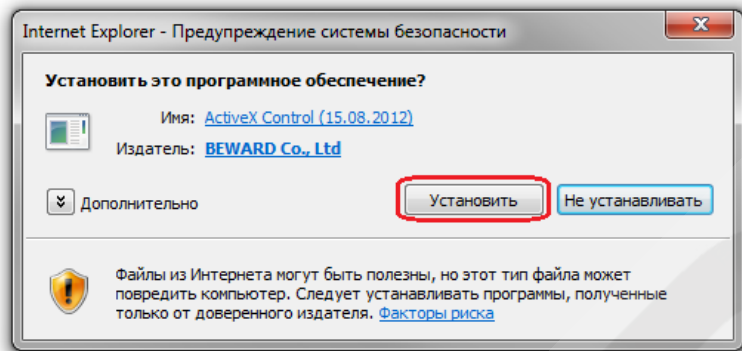 Internet Explorer - Предупреждение системы безопасности
Установить это программное обеспечение?
Имя: ActiveX Control (15.08.2012)
Издатель: BEWARD Co., Ltd
Дополнительно
Установить
Не устанавливать
Файлы из Интернета могут быть полезны, но этот тип файла может
повредить компьютер. Следует устанавливать программы, полученные
только от доверенного издателя. Факторы риска